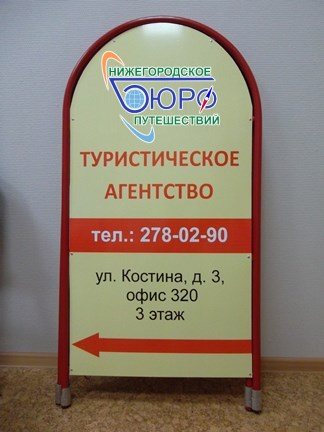 НИЖЕГОРОДСКОЕ
БЮРО
ПУТЕШЕСТВИЙ
ТУРИСТИЧЕСКОЕ
АГЕНТСТВО
тел.: 278-02-90
ул. Костина, д. 3,
офис 320
3 этаж